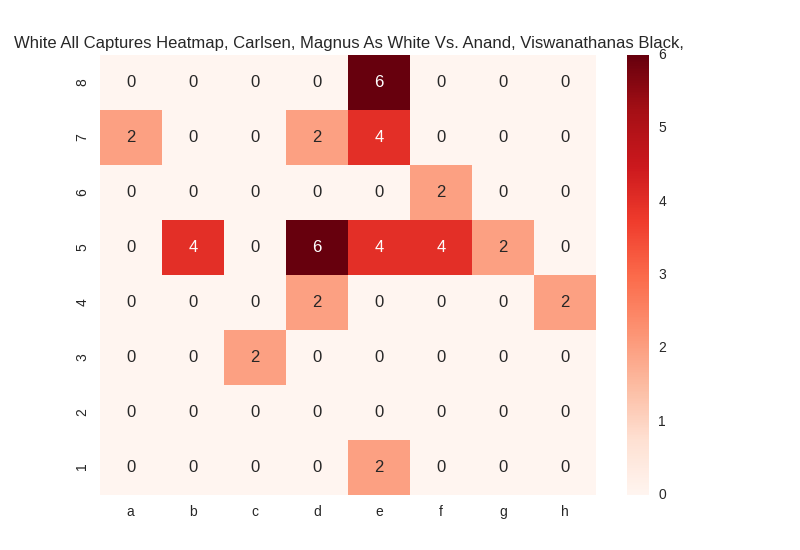 White All Captures Heatmap, Carlsen, Magnus As White Vs. Anand, Viswanathanas Black,
8 0 0 0 0 6 0 0 0
7 2 0 0 2 4 0 0 0
6 0 0 0 0 0 2 0 0
5 0 4 0 6 4 4 2 0
4 0 0 0 2 0 0 0 2
3 0 0 2 0 0 0 0 0
2 0 0 0 0 0 0 0 0
1 0 0 0 0 2 0 0 0
a b c d e f g h
6
5
4
3
2
1
0